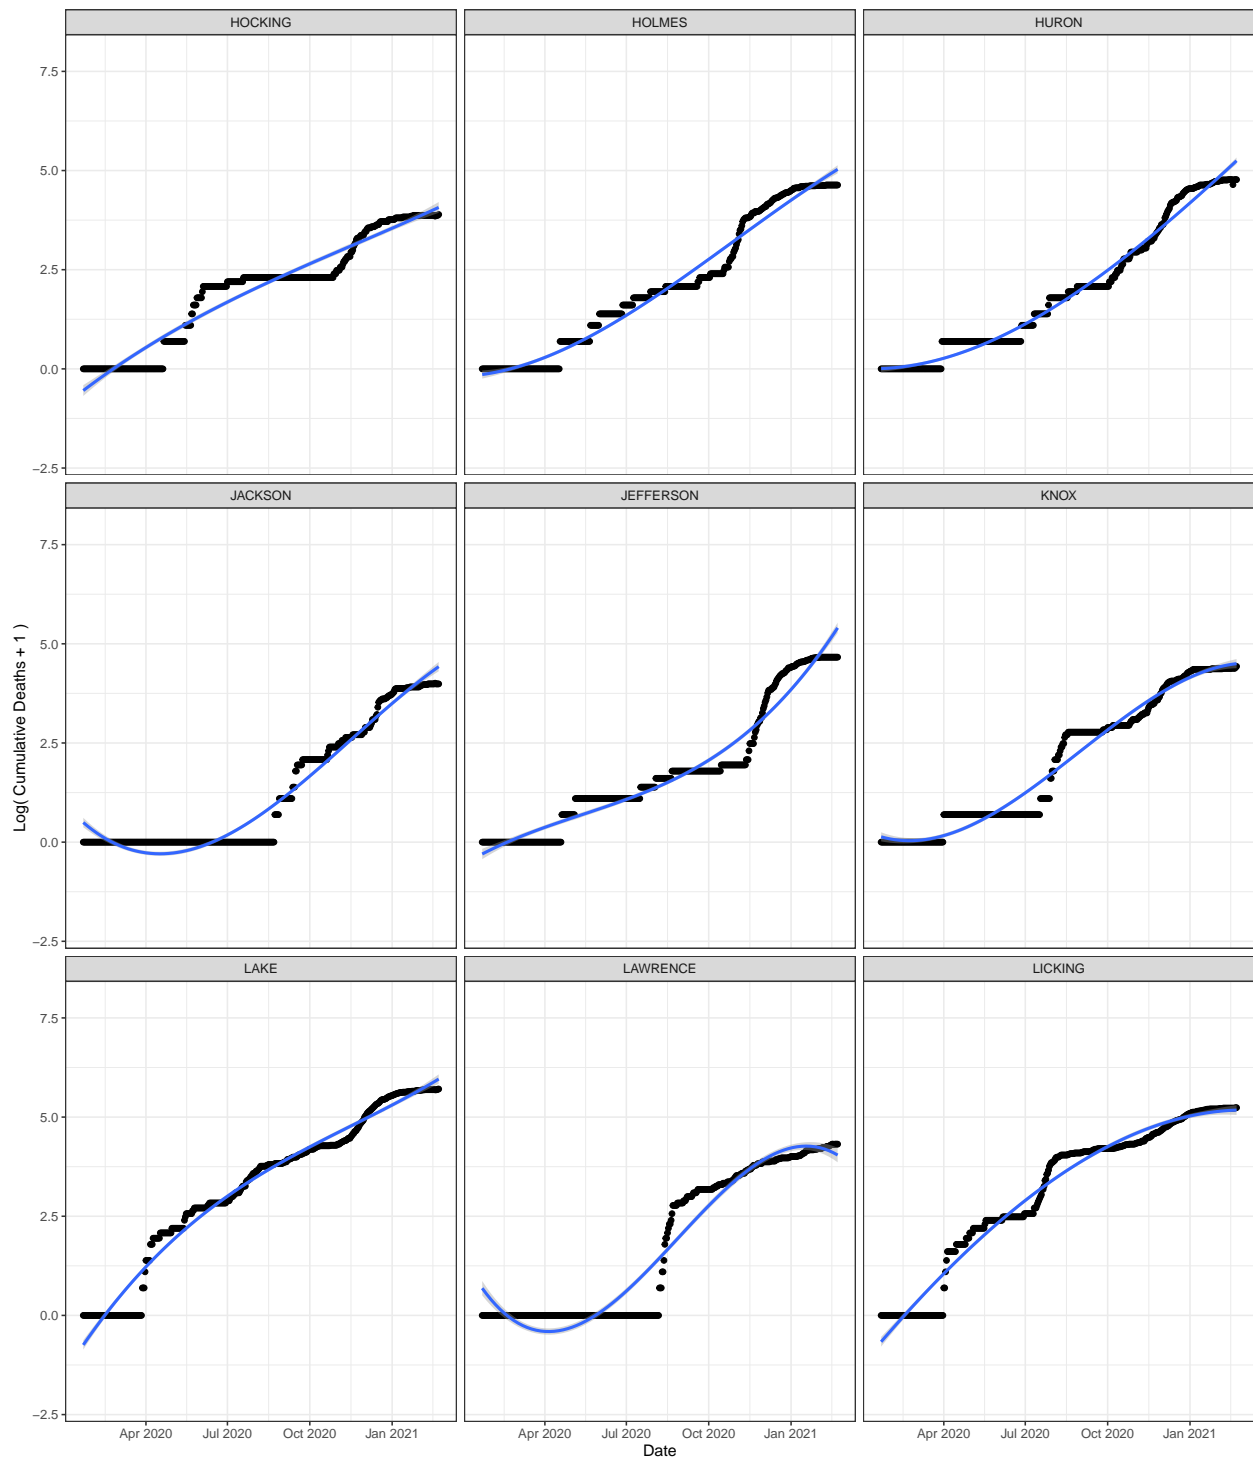 HOCKING
HOLMES
HURON
7.5
5.0
2.5
0.0
−2.5
JACKSON
JEFFERSON
KNOX
7.5
5.0
2.5
0.0
−2.5
Log( Cumulative Deaths + 1 )
LAKE
LAWRENCE
LICKING
7.5
5.0
2.5
0.0
−2.5
Apr 2020 Jul 2020 Oct 2020 Jan 2021
Apr 2020 Jul 2020 Oct 2020 Jan 2021
Apr 2020 Jul 2020 Oct 2020 Jan 2021
Date